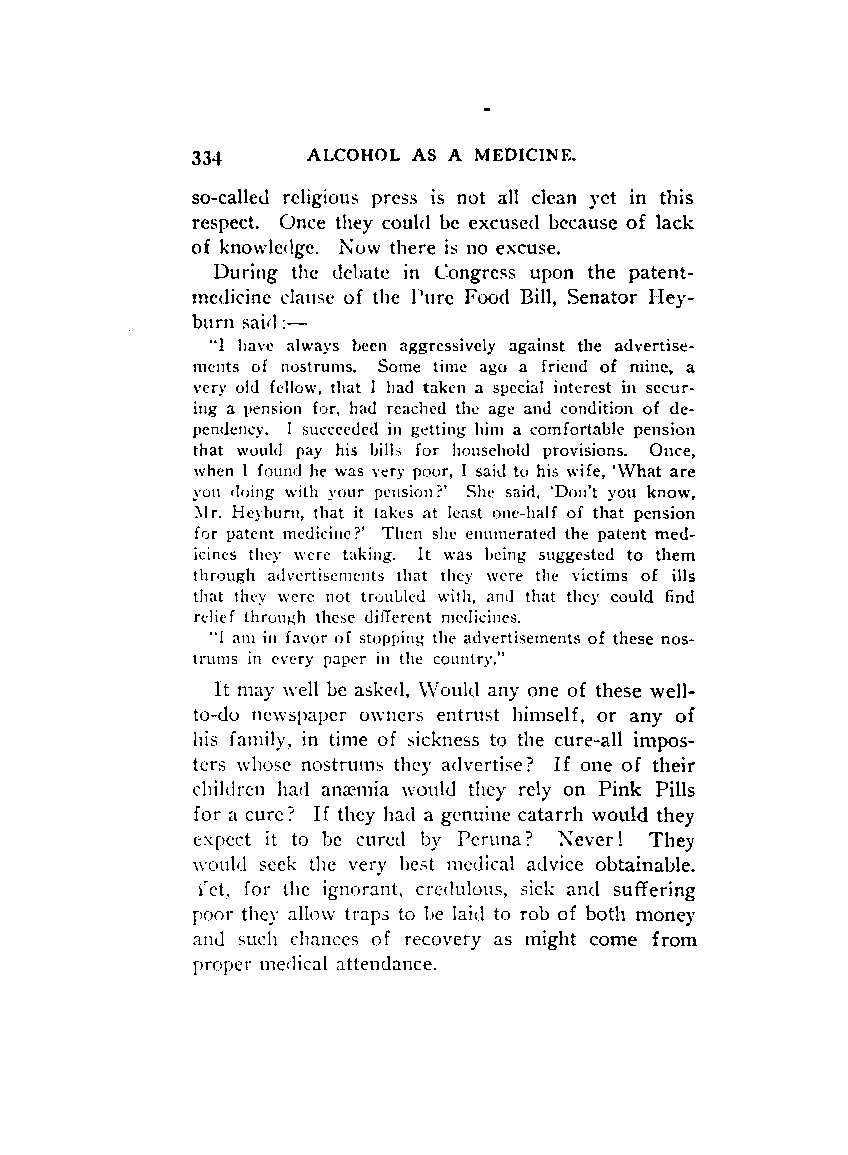 334 ALCOHOL AS A MEDICINE.
so-called religious press is not all clean yet in this
respect. Once they could be excused because of lack
of knowledge. Now there is no excuse.
During the debate in Congress upon the patent-
medicine clause of the Pure Food Bill, Senator Hey-
burn said:—
"I have always been aggressively against the advertise-
ments of nostrums. Some time ago a friend of mine, a
very old fellow, that I had taken a special interest in secur-
ing a pension for, had reached the age and condition of de-
pendency. I succeeded in getting him a comfortable pension
that would pay his bills for household provisions. Once,
when I found he was very poor, I said to his wife, 'What are
you doing with your pension?' She said, 'Don't you know,
Mr. Heyburn, that it takes at least one-half of that pension
for patent medicine?' Then she enumerated the patent med-
icines they were taking. It was being suggested to them
through advertisements that they were the victims of ills
that they were not troubled with, and that they could find
relief through these different medicines.
"I am in favor of stopping the advertisements of these nos-
trums in every paper in the country."
It may well be asked, Would any one of these well-
to-do newspaper owners entrust himself, or any of
his family, in time of sickness to the cure-all impos-
ters whose nostrums they advertise? If one of their
children had anæmia would they rely on Pink Pills
for a cure? If they had a genuine catarrh would they
expect it to be cured by Peruna? Never! They
would seek the very best medical advice obtainable.
Yet, for the ignorant, credulous, sick and suffering
poor they allow traps to be laid to rob of both money
and such chances of recovery as might come from
proper medical attendance.